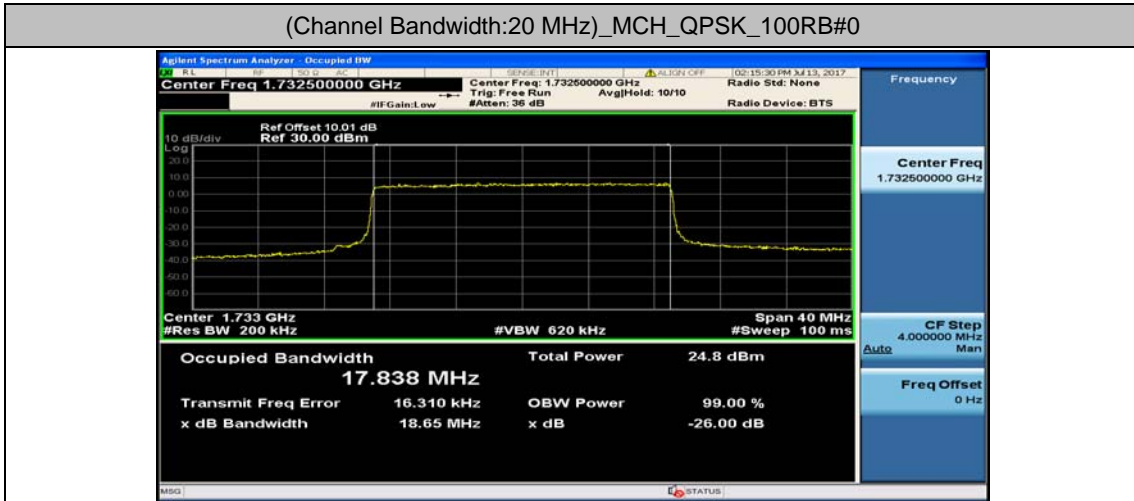 (Channel Bandwidth:20 MHz)_MCH_QPSK_100RB#0
Agilent Spectrum Analyzer - Occupied BW
RL RF 50 Ω AC SENSE:INT ALIGN OFF 02:15:30 PM Jul 13, 2017
Center Freq 1.732500000 GHz
Center Freq: 1.732500000 GHz
Radio Std: None
Trig: Free Run Avg|Hold: 10/10
#IFGain:Low #Atten: 36 dB Radio Device: BTS
Frequency
Ref Offset 10.01 dB
10 dB/div Ref 30.00 dBm
Log
20.0
10.0
0.00
-10.0
-20.0
-30.0
-40.0
-50.0
-60.0
Center 1.733 GHz Span 40 MHz
#Res BW 200 kHz #VBW 620 kHz #Sweep 100 ms
Center Freq
1.732500000 GHz
CF Step
4.000000 MHz
Auto Man
Freq Offset
0 Hz
Occupied Bandwidth Total Power 24.8 dBm
17.838 MHz
Transmit Freq Error 16.310 kHz OBW Power 99.00 %
x dB Bandwidth 18.65 MHz x dB -26.00 dB
MSG STATUS